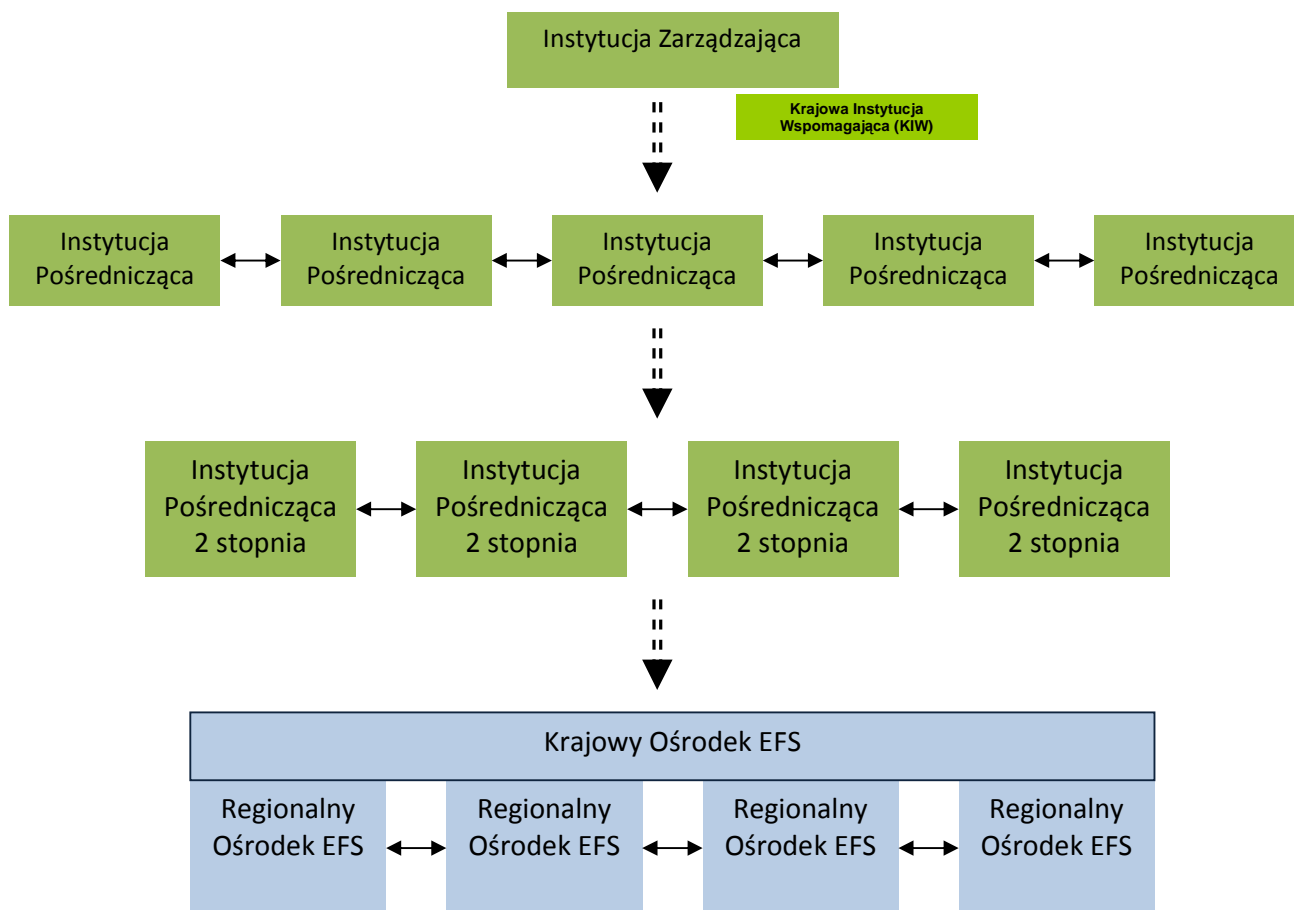 Instytucja Zarządzająca
Krajowa Instytucja
Wspomagająca (KIW)
Instytucja
Pośrednicząca
Instytucja
Pośrednicząca
Instytucja
Pośrednicząca
Instytucja
Pośrednicząca
Instytucja
Pośrednicząca
Instytucja
Pośrednicząca
2 stopnia
Instytucja
Pośrednicząca
2 stopnia
Instytucja
Pośrednicząca
2 stopnia
Instytucja
Pośrednicząca
2 stopnia
Krajowy Ośrodek EFS
Regionalny
Ośrodek EFS
Regionalny
Ośrodek EFS
Regionalny
Ośrodek EFS
Regionalny
Ośrodek EFS